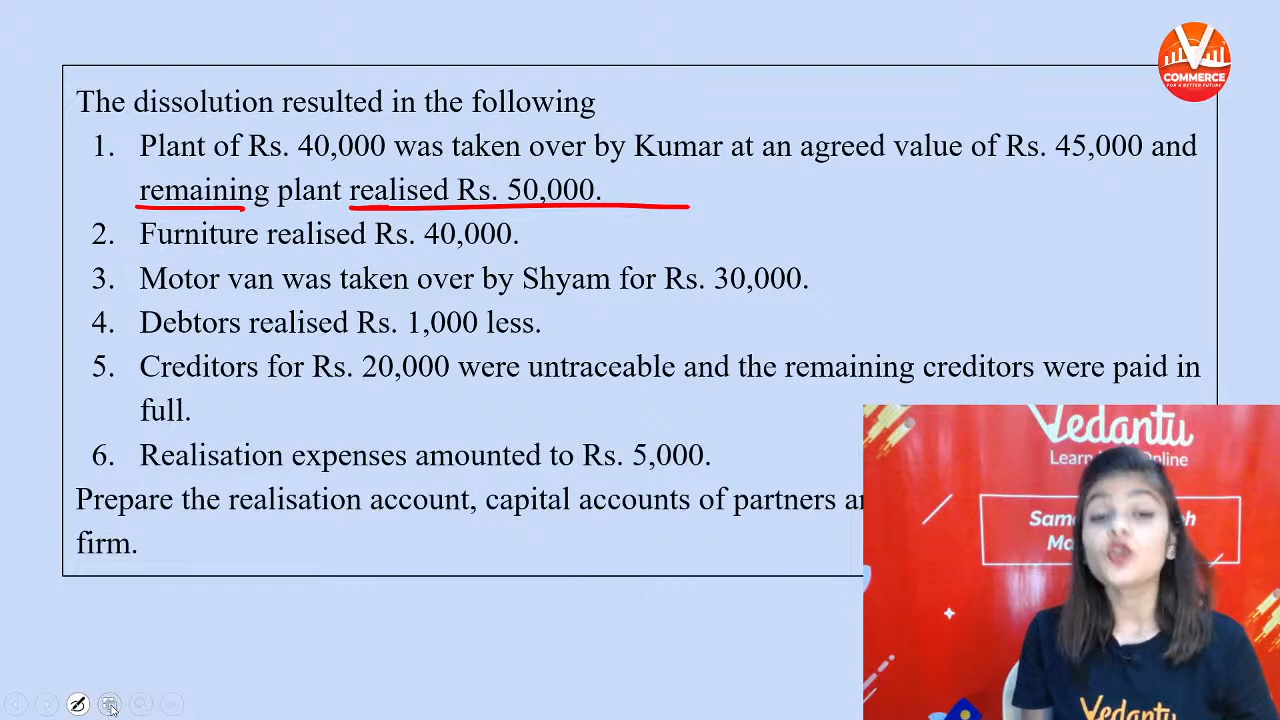 The dissolution resulted in the following
1. Plant of Rs. 40,000 was taken over by Kumar at an agreed value of Rs. 45,000 and
remaining plant realised Rs. 50,000.
2. Furniture realised Rs. 40,000.
3. Motor van was taken over by Shyam for Rs. 30,000.
4. Debtors realised Rs. 1,000 less.
5. Creditors for Rs. 20,000 were untraceable and the remaining creditors were paid in
full.
6. Realisation expenses amounted to Rs. 5,000.
Prepare the realisation account, capital accounts of partners
firm.
V
COMMERCE
FOR A BETTER FUTURE
Vedantu
Vedantu